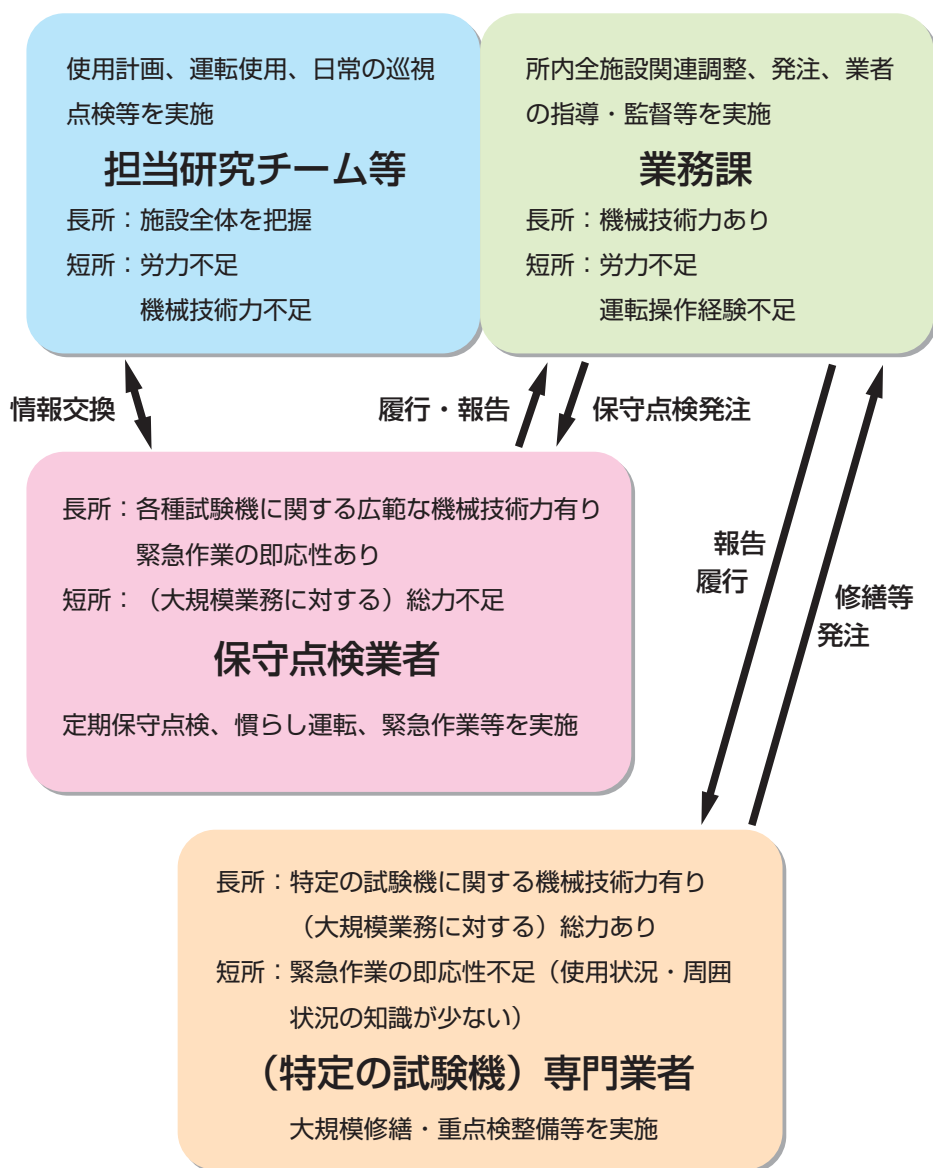 使用計画、運転使用、日常の巡視
点検等を実施
担当研究チーム等
長所：施設全体を把握
短所：労力不足
機械技術力不足
所内全施設関連調整、発注、業者
の指導・監督等を実施
業務課
長所：機械技術力あり
短所：労力不足
運転操作経験不足
情報交換
履行・報告
保守点検発注
長所：各種試験機に関する広範な機械技術力有り
緊急作業の即応性あり
短所：（大規模業務に対する）総力不足
保守点検業者
定期保守点検、慣らし運転、緊急作業等を実施
報告
履行
修繕等
発注
長所：特定の試験機に関する機械技術力有り
（大規模業務に対する）総力あり
短所：緊急作業の即応性不足（使用状況・周囲
状況の知識が少ない）
（特定の試験機）専門業者
大規模修繕・重点検整備等を実施